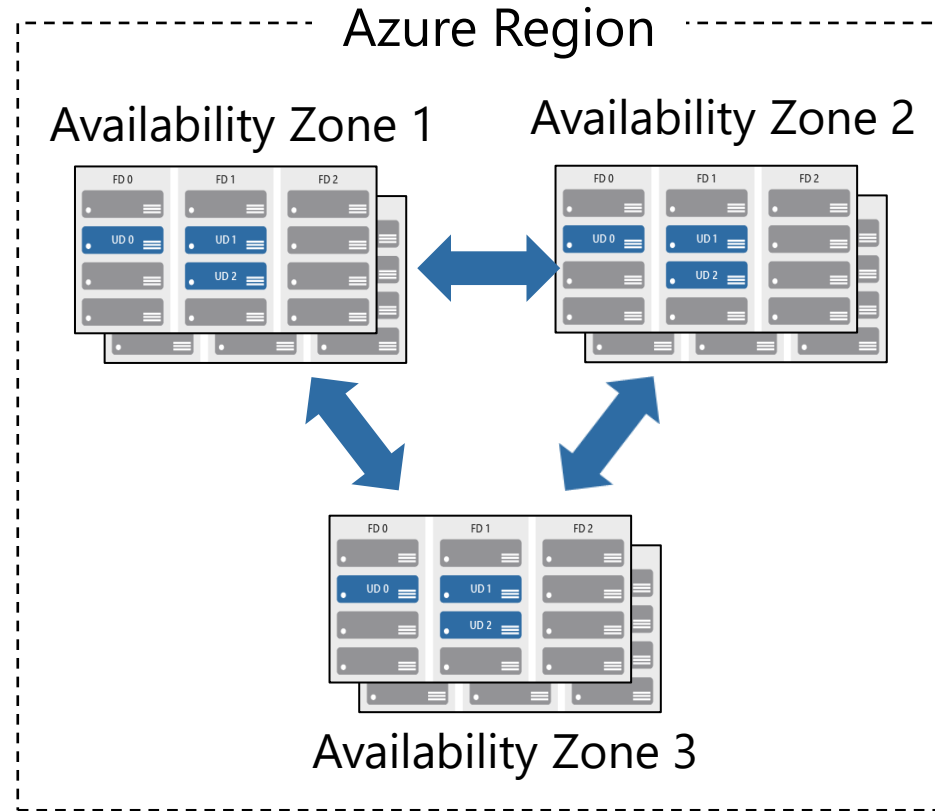 Azure Region
Availability Zone 1
Availability Zone 2
FD 0 FD 1 FD 2
UD 0 UD 1
UD 2
FD 0 FD 1 FD 2
UD 0 UD 1
UD 2
FD 0 FD 1 FD 2
UD 0 UD 1
UD 2
Availability Zone 3